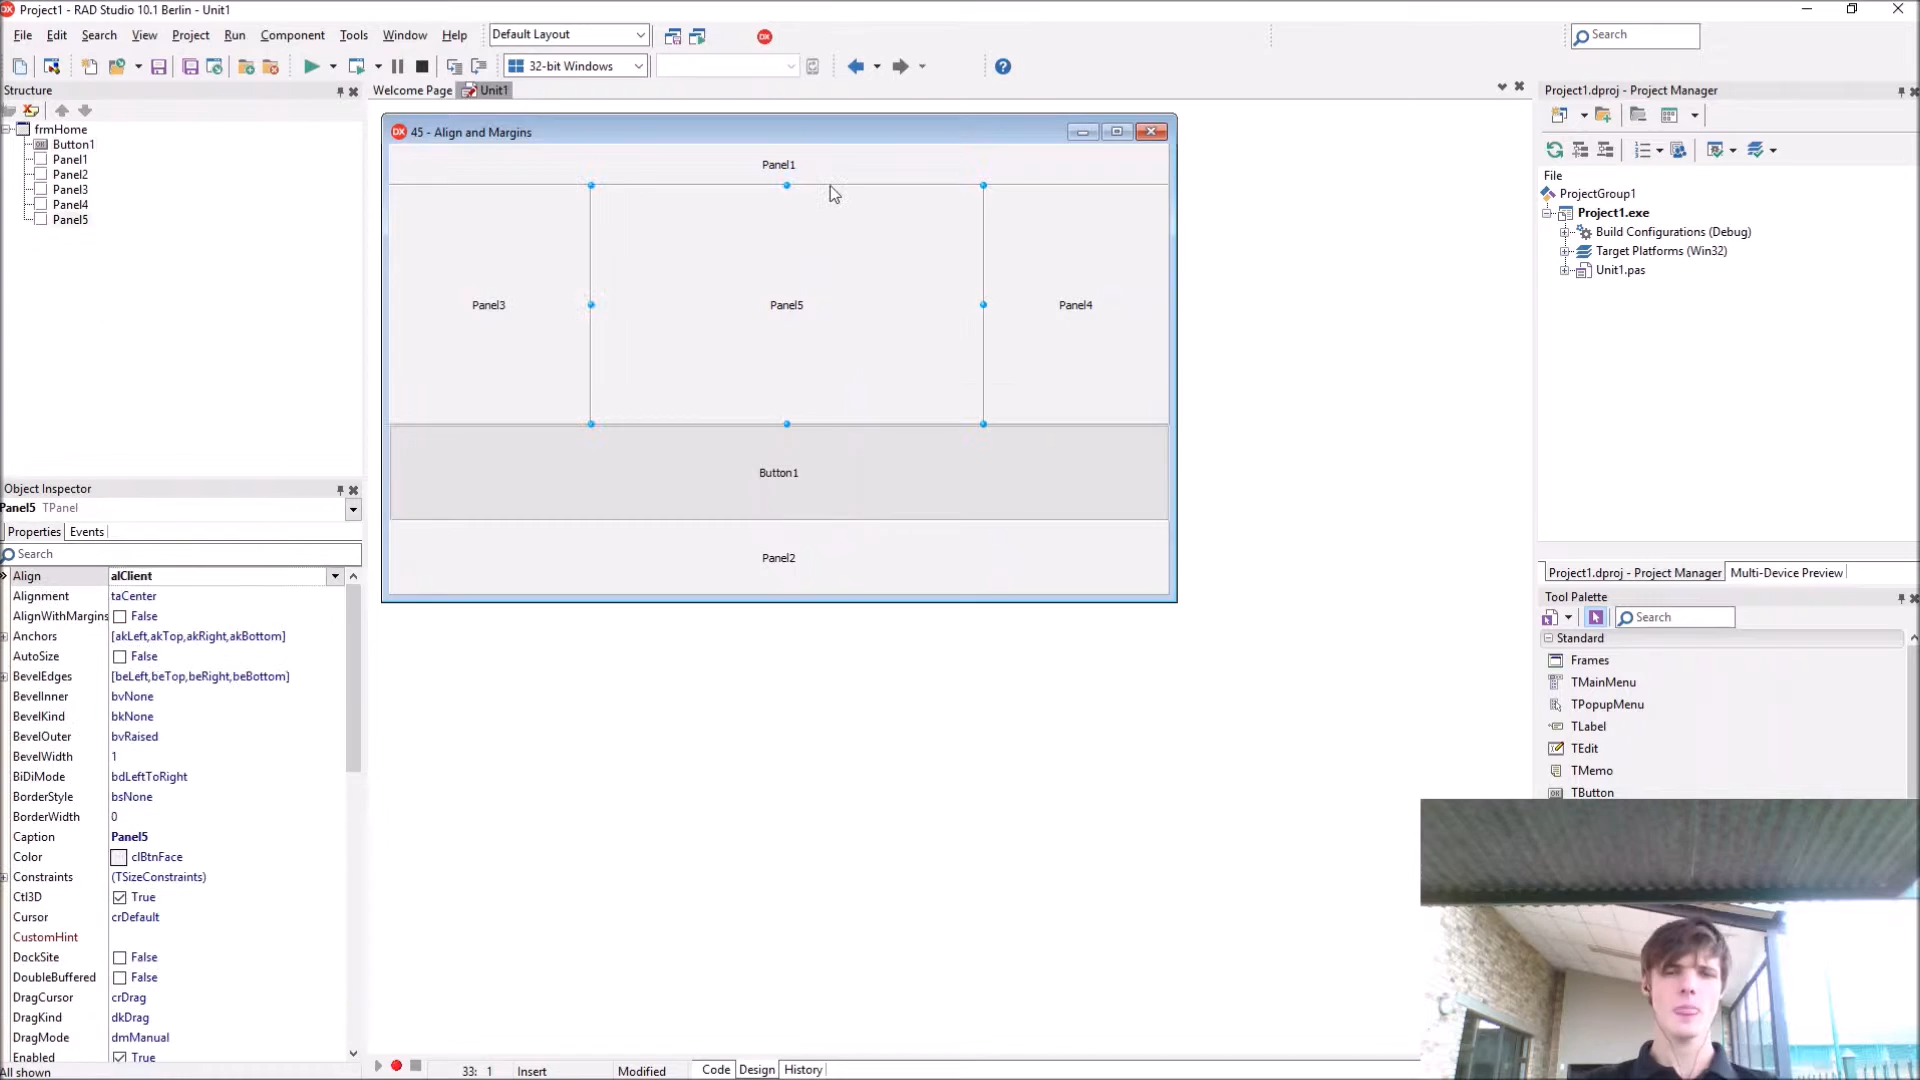 Project1 - RAD Studio 10.1 Berlin - Unit1
File Edit Search View Project Run Component Tools Window Help Default Layout
Search
32-bit Windows
Structure
Welcome Page Unit1
Project1.dproj - Project Manager
frmHome
Button1
Panel1
Panel2
Panel3
Panel4
Panel5
45 - Align and Margins
Panel1
Panel3
Panel5
Panel4
Button1
Panel2
File
ProjectGroup1
Project1.exe
Build Configurations (Debug)
Target Platforms (Win32)
Unit1.pas
Object Inspector
Panel5 TPanel
Properties Events
Search
Align alClient
Alignment taCenter
AlignWithMargins False
Anchors [akLeft,akTop,akRight,akBottom]
AutoSize False
BevelEdges [beLeft,beTop,beRight,beBottom]
BevelInner bvNone
BevelKind bkNone
BevelOuter bvRaised
BevelWidth 1
BiDiMode bdLeftToRight
BorderStyle bsNone
BorderWidth 0
Caption Panel5
Color clBtnFace
Constraints (TSizeConstraints)
Ctl3D True
Cursor crDefault
CustomHint
DockSite False
DoubleBuffered False
DragCursor crDrag
DragKind dkDrag
DragMode dmManual
Enabled True
All shown
Project1.dproj - Project Manager Multi-Device Preview
Tool Palette
Search
Standard
Frames
TMainMenu
TPopupMenu
TLabel
TEdit
TMemo
TButton
33: 1 Insert Modified Code Design History